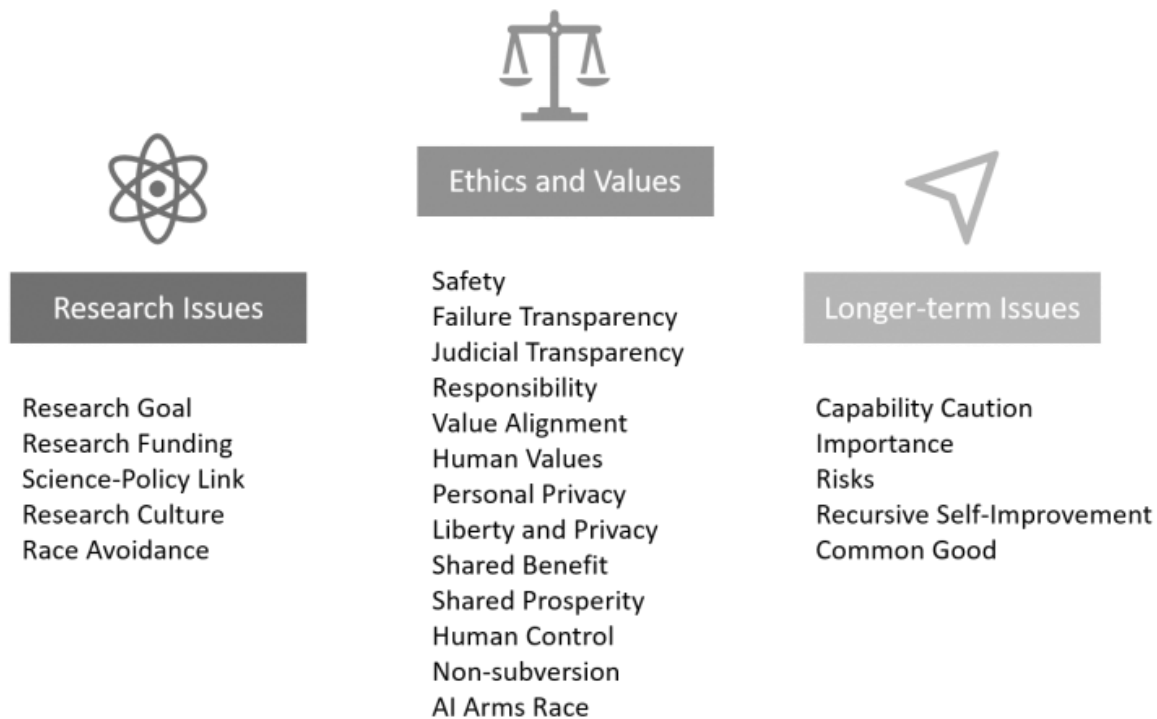 Research Issues
Research Goal
Research Funding
Science-Policy Link
Research Culture
Race Avoidance
Ethics and Values
Safety
Failure Transparency
Judicial Transparency
Responsibility
Value Alignment
Human Values
Personal Privacy
Liberty and Privacy
Shared Benefit
Shared Prosperity
Human Control
Non-subversion
AI Arms Race
Longer-term Issues
Capability Caution
Importance
Risks
Recursive Self-Improvement
Common Good